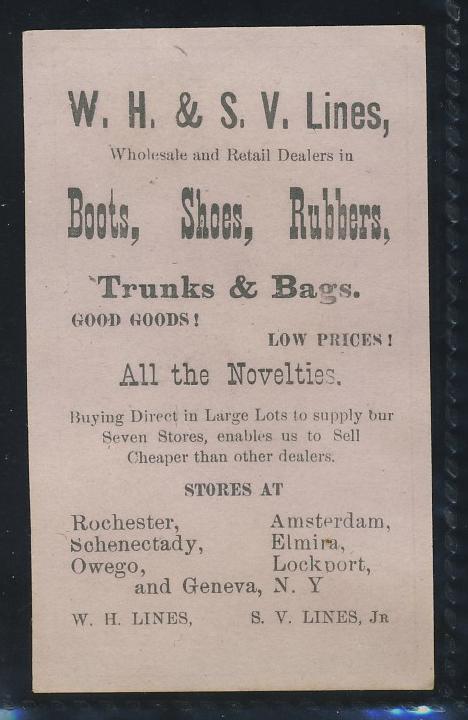 W. H. & S. V. Lines,
Wholesale and Retail Dealers in
Boots, Shoes, Rubbers,
Trunks & Bags.
GOOD GOODS!
LOW PRICES!
All the Novelties.
Buying Direct in Large Lots to supply our
Seven Stores, enables us to Sell
Cheaper than other dealers.
STORES AT
Rochester, Amsterdam,
Schenectady, Elmira,
Owego, Lockport,
and Geneva, N. Y
W. H. LINES, S. V. LINES, JR